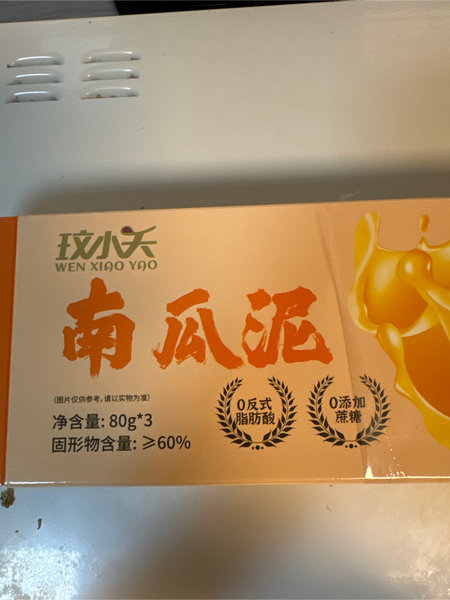 玟小夭
WEN XIAO YAO
南瓜泥
(图片仅供参考,请以实物为准)
净含量: 80g*3
固形物含量: ≥60%
0反式
脂肪酸
0添加
蔗糖